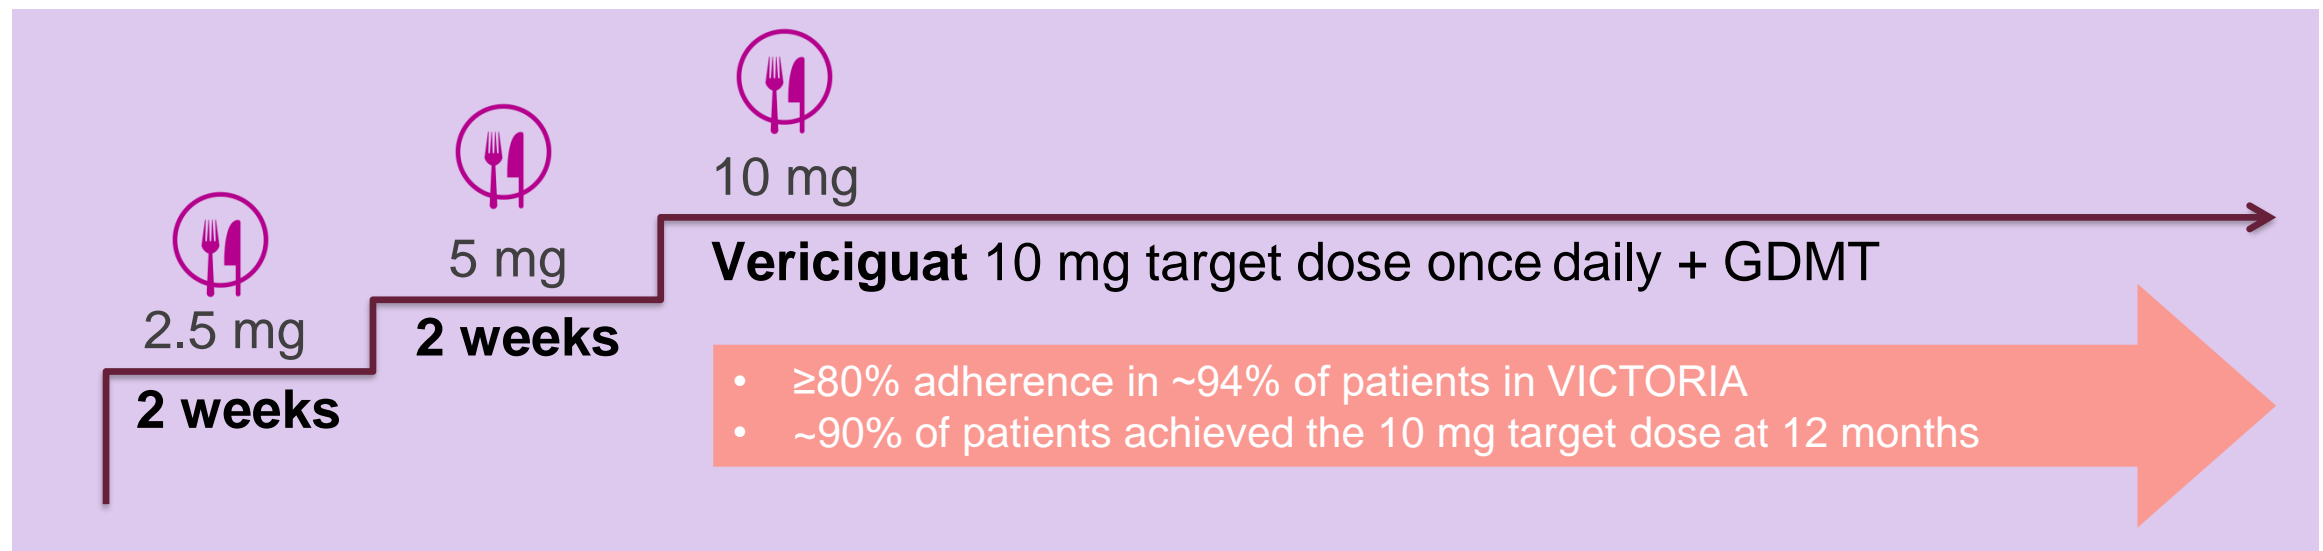 10 mg
5 mg
2.5 mg
Vericiguat 10 mg target dose once daily + GDMT
2 weeks
2 weeks
• ≥80% adherence in ~94% of patients in VICTORIA
• ~90% of patients achieved the 10 mg target dose at 12 months